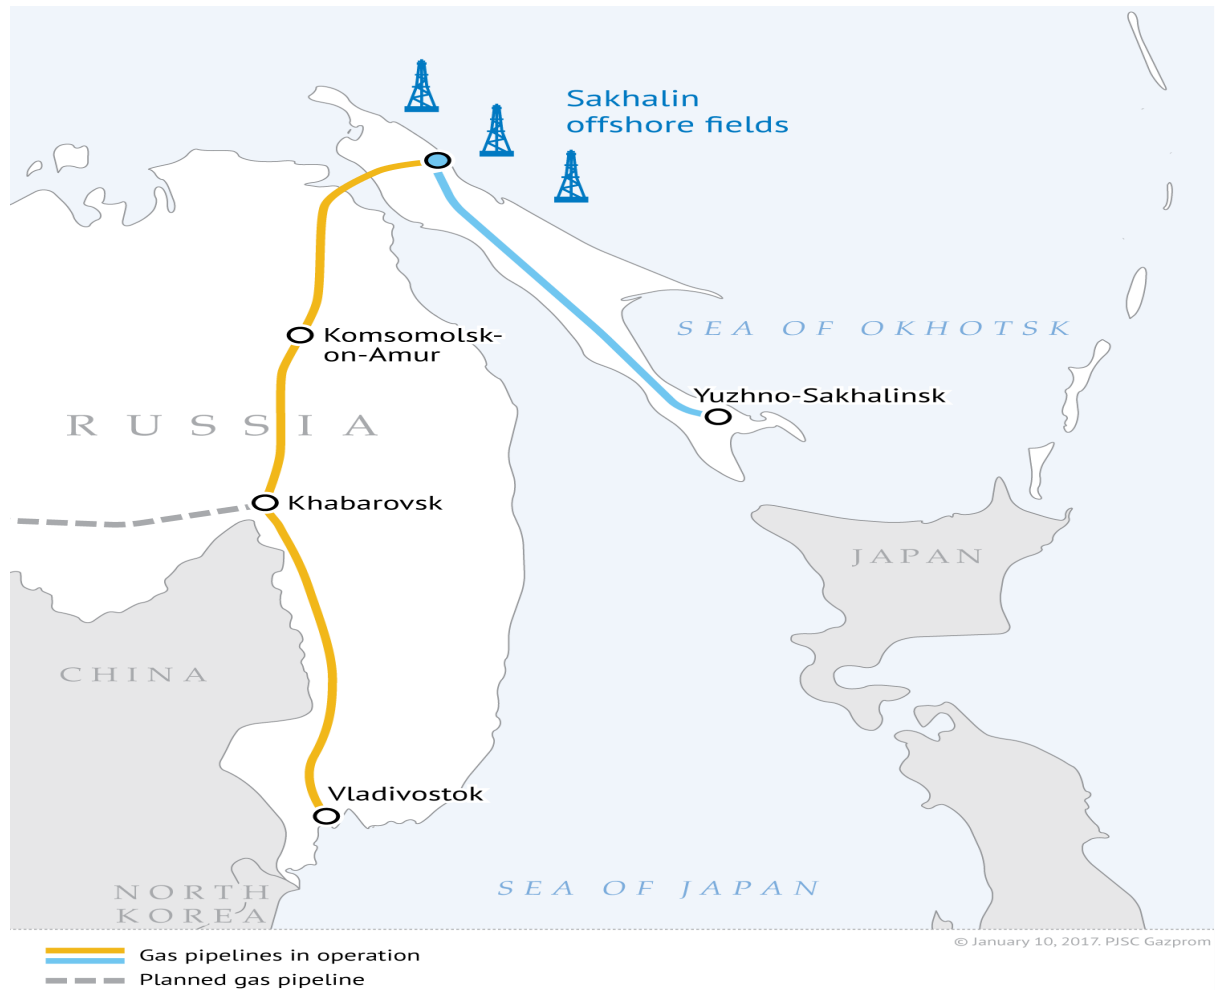 Sakhalin
offshore fields
Komsomolsk-
on-Amur
SEA OF OKHOTSK
Yuzhno-Sakhalinsk
RUSSIA
Khabarovsk
JAPAN
CHINA
Vladivostok
NORTH
KOREA
SEA OF JAPAN
© January 10, 2017. PJSC Gazprom
Gas pipelines in operation
Planned gas pipeline